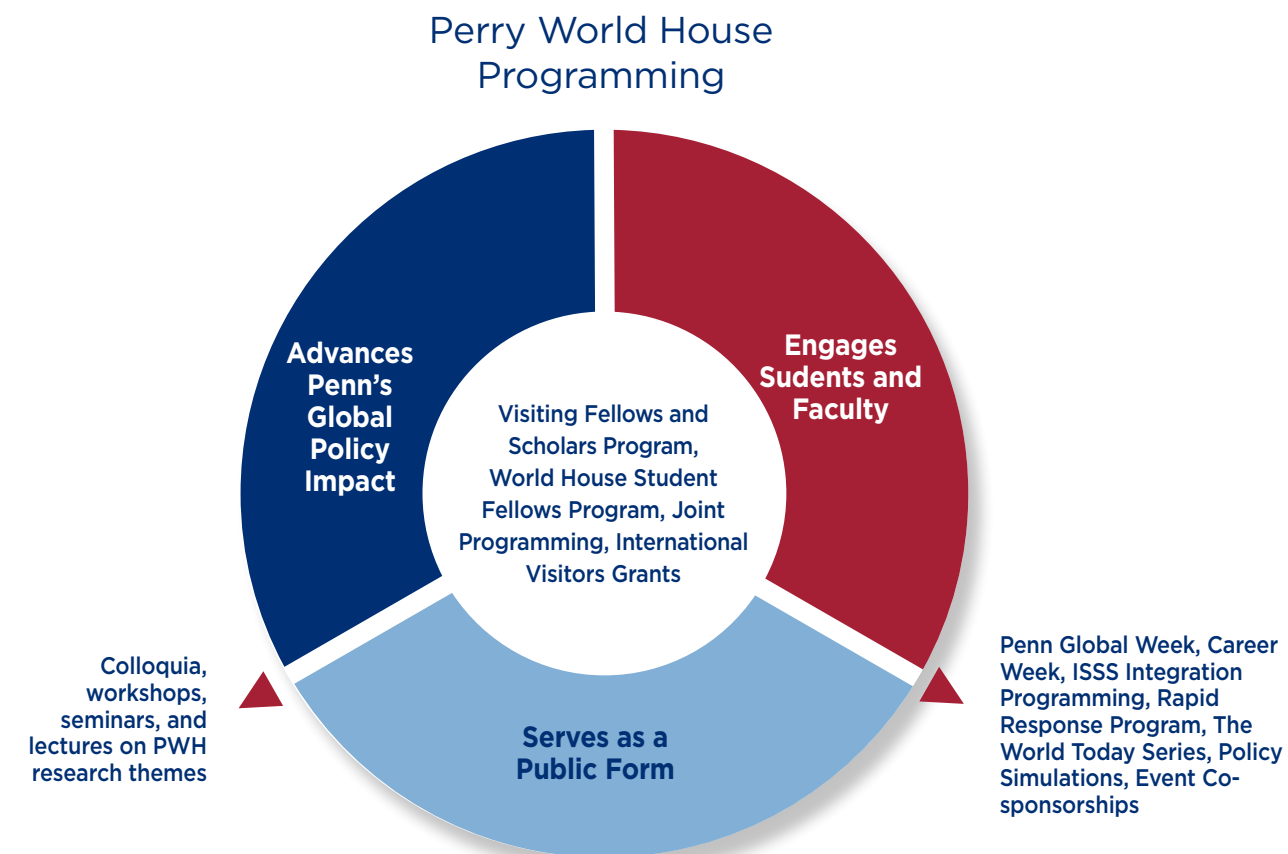 Perry World House
Programming
Advances
Penn's
Global
Policy
Impact
Engages
Sudents and
Faculty
Visiting Fellows and
Scholars Program,
World House Student
Fellows Program, Joint
Programming, International
Visitors Grants
Serves as a
Public Form
Colloquia,
workshops,
seminars, and
lectures on PWH
research themes
Penn Global Week, Career
Week, ISSS Integration
Programming, Rapid
Response Program, The
World Today Series, Policy
Simulations, Event Co-
sponsorships